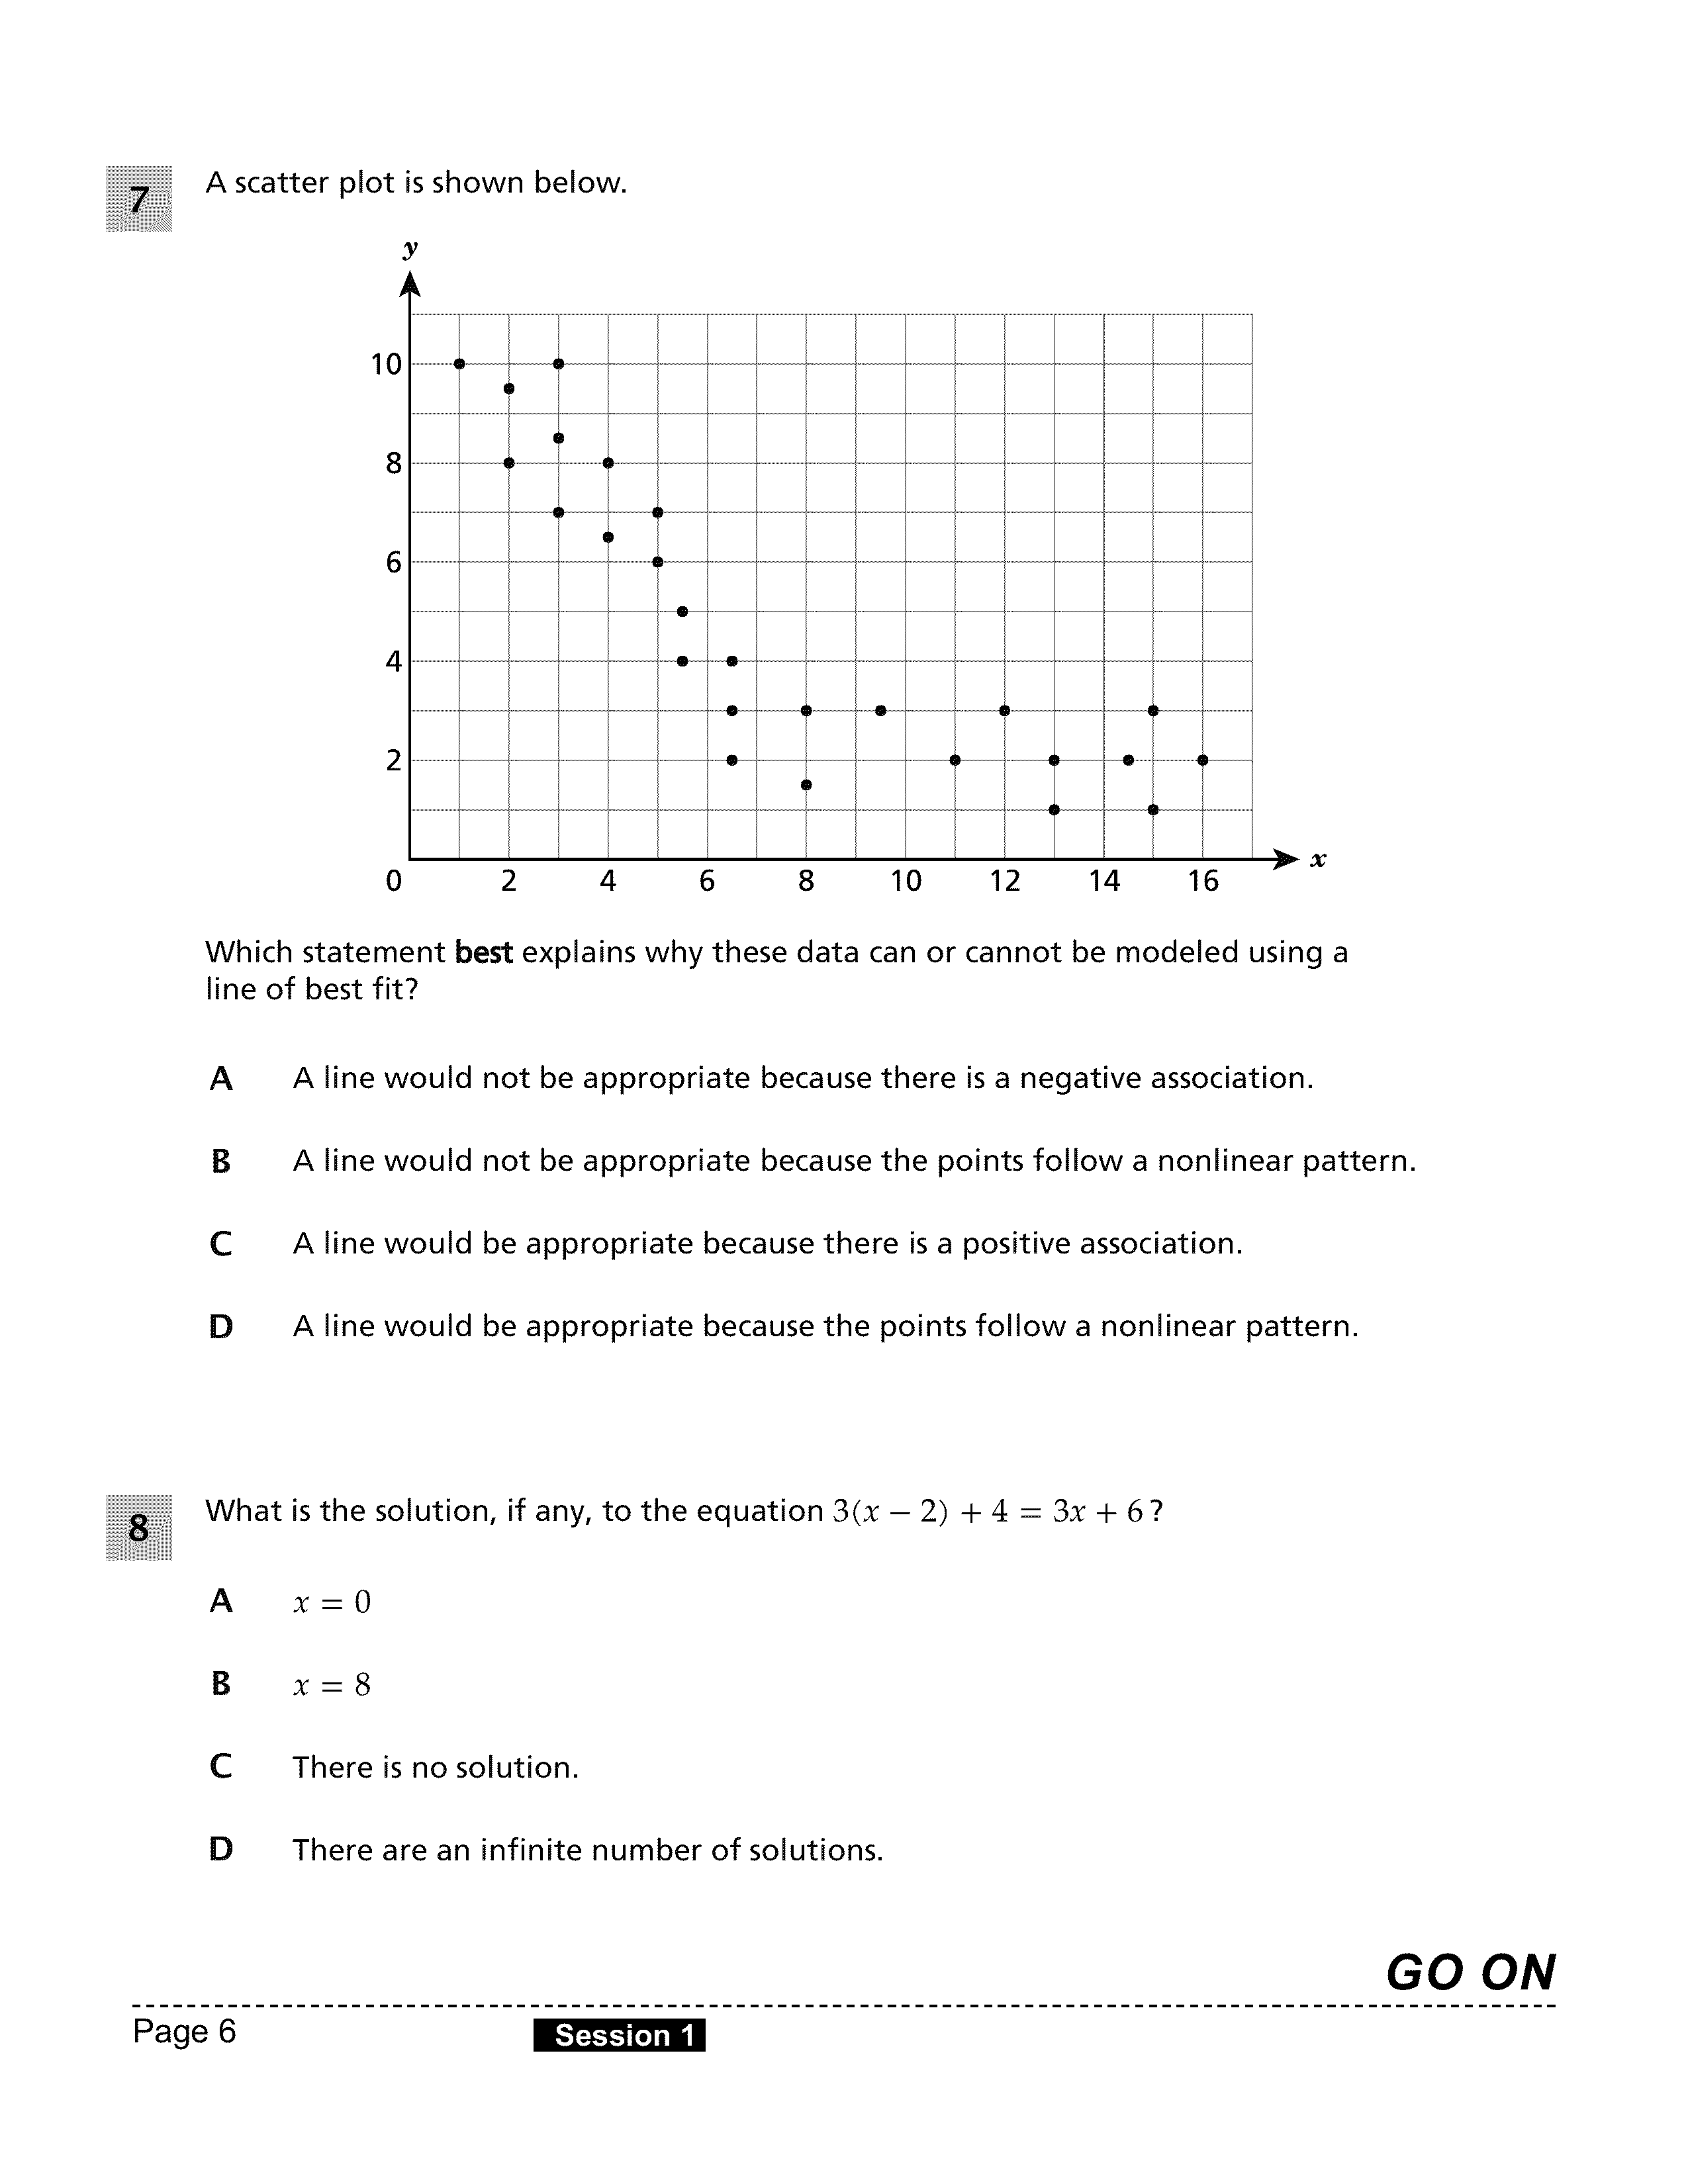 7
A scatter plot is shown below.
y
10
8
6
4
2
0 2 4 6 8 10 12 14 16 x
Which statement best explains why these data can or cannot be modeled using a
line of best fit?
A A line would not be appropriate because there is a negative association.
B A line would not be appropriate because the points follow a nonlinear pattern.
C A line would be appropriate because there is a positive association.
D A line would be appropriate because the points follow a nonlinear pattern.
8 What is the solution, if any, to the equation 3(x − 2) + 4 = 3x + 6?
A x = 0
B x = 8
C There is no solution.
D There are an infinite number of solutions.
GO ON
Page 6 Session 1